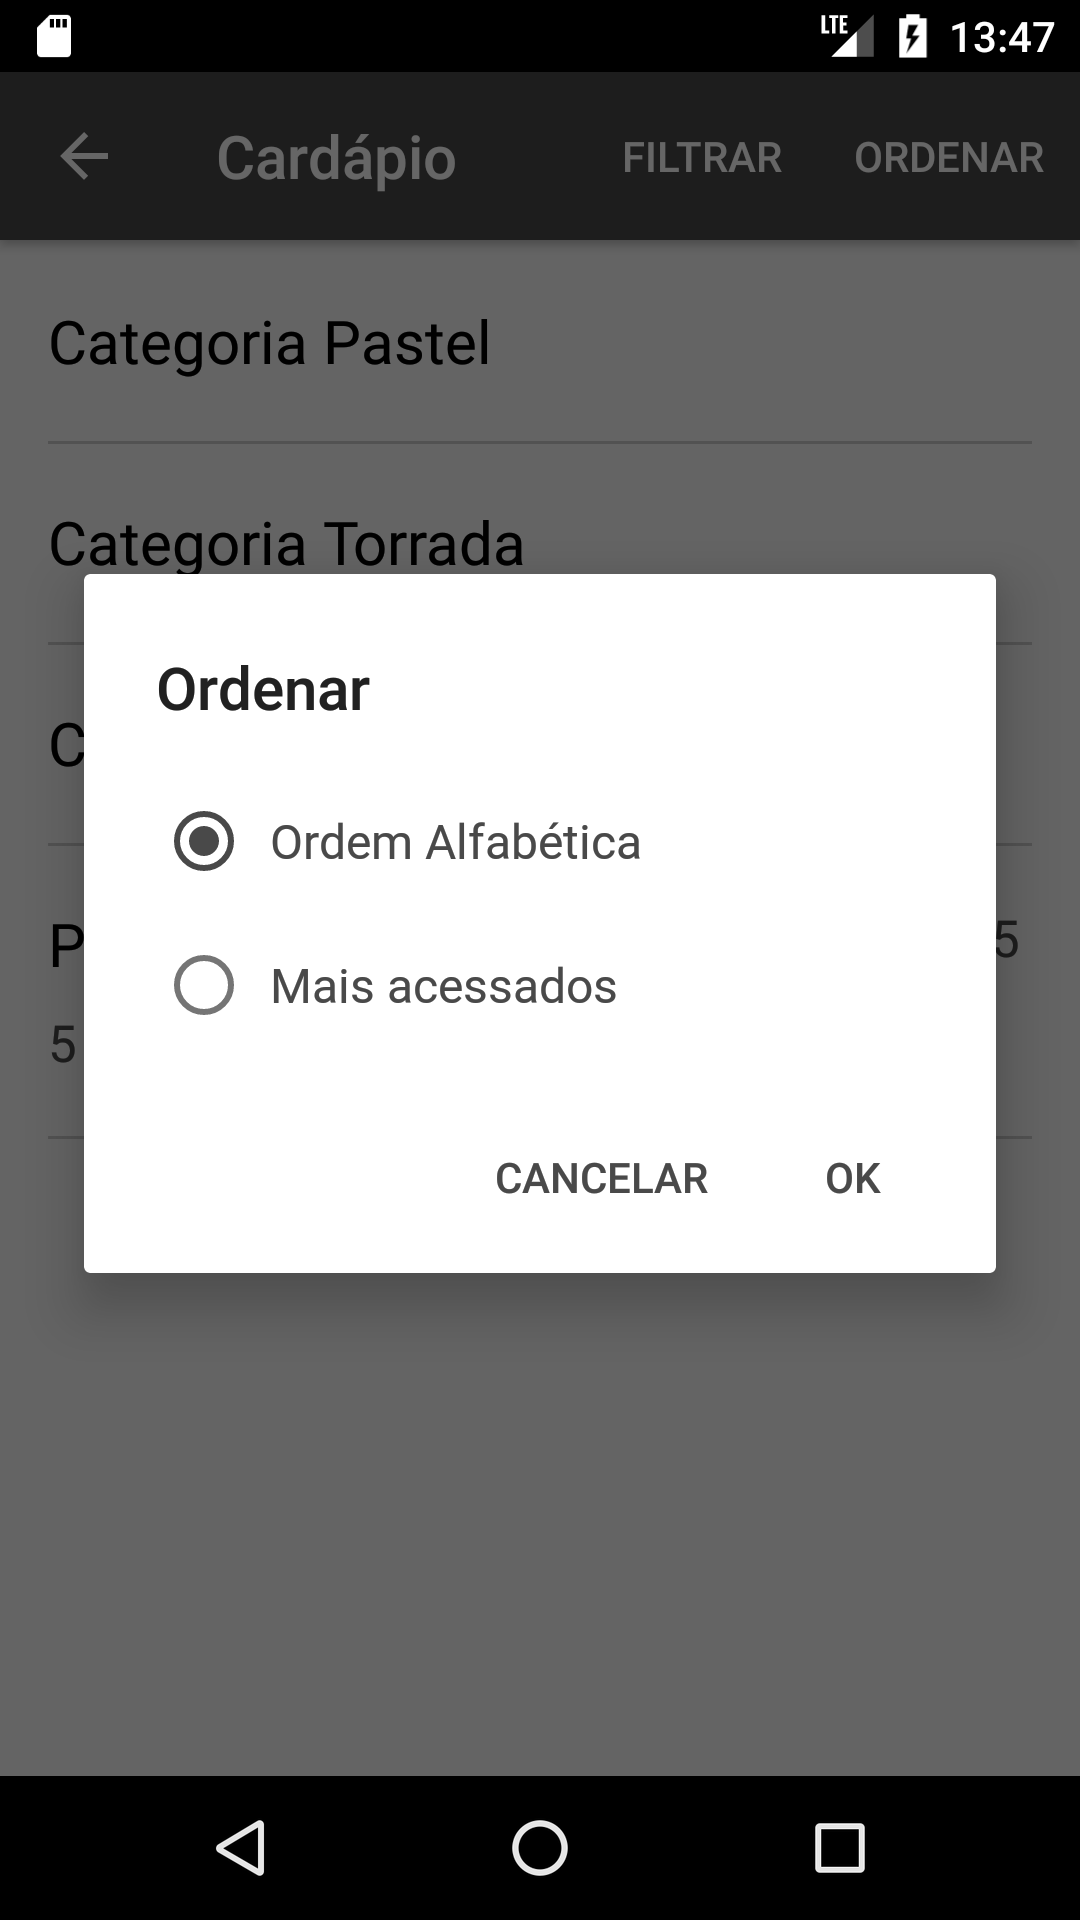 LTE 13:47
Cardápio FILTRAR ORDENAR
Categoria Pastel
Categoria Torrada
Ordenar
Ordem Alfabética
Mais acessados
5
5
CANCELAR OK